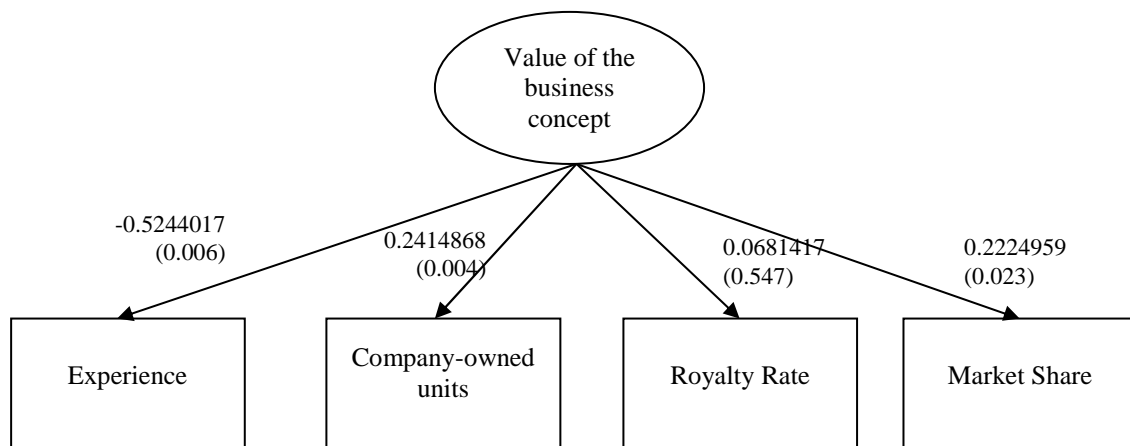 Value of the
business
concept
-0.5244017
(0.006)
0.2414868
(0.004)
0.0681417
(0.547)
0.2224959
(0.023)
Experience
Company-owned
units
Royalty Rate
Market Share